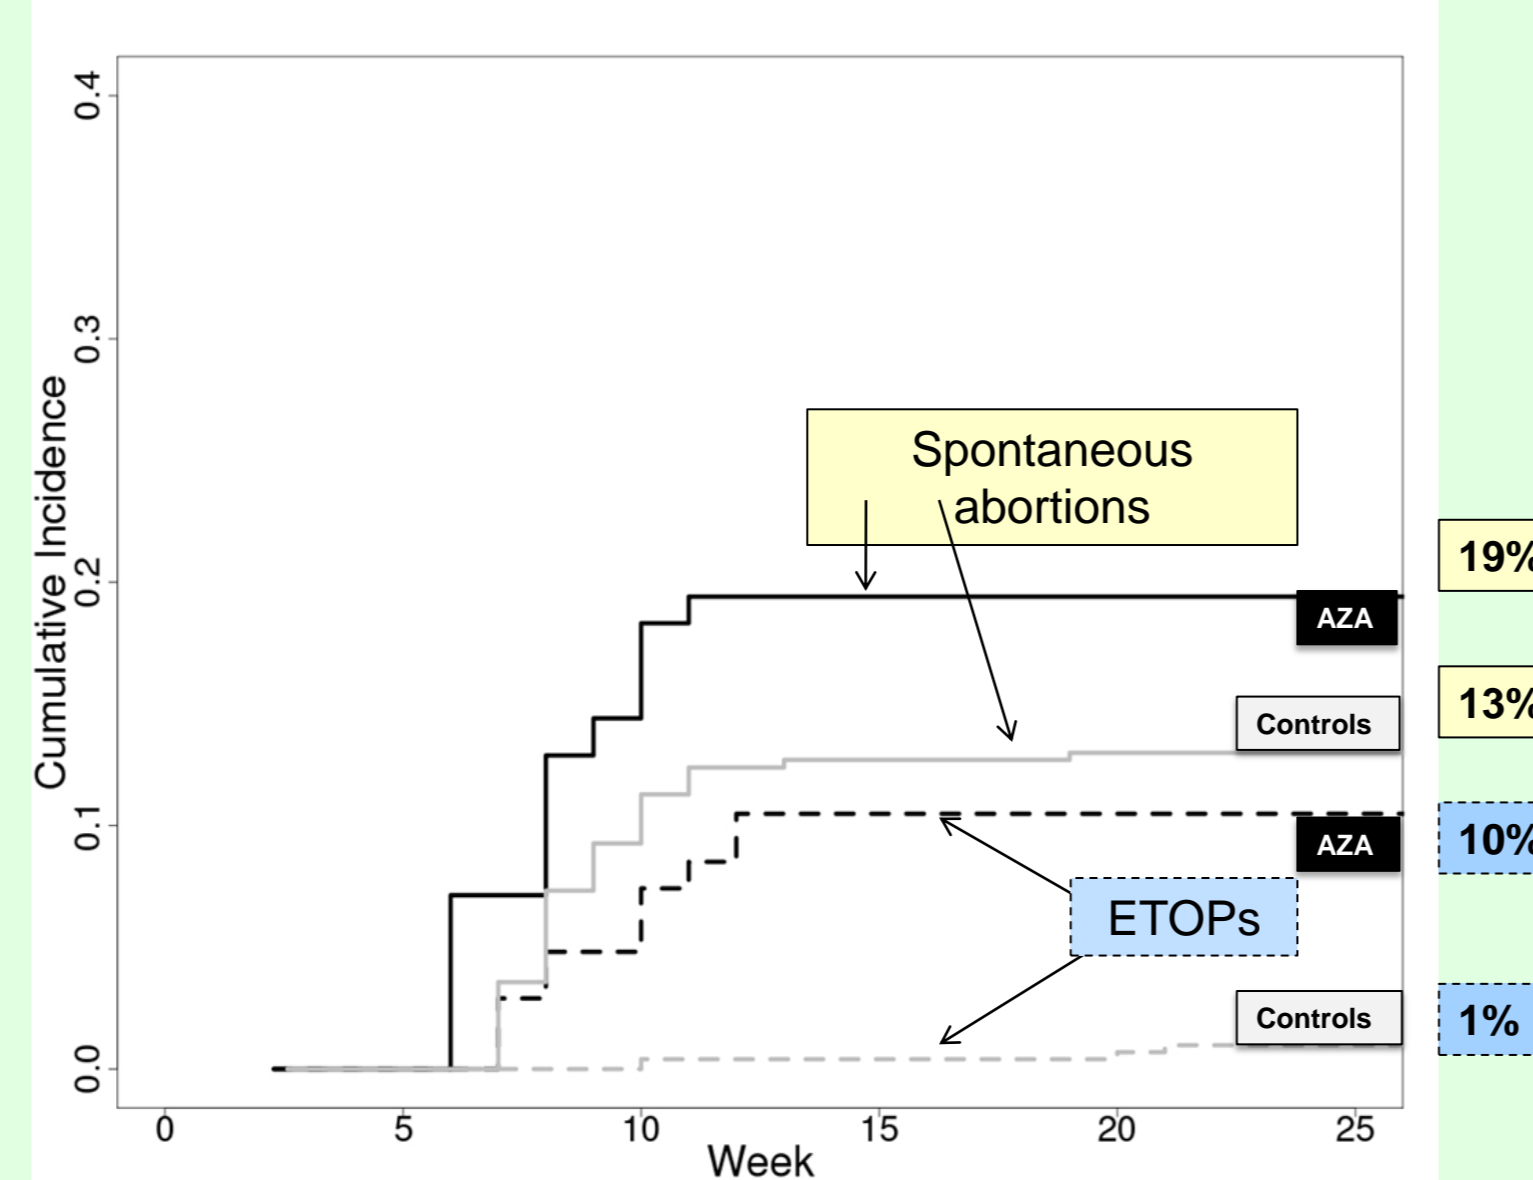 0.4
0.3
0.2
0.1
0.0
Cumulative Incidence
Spontaneous
abortions
19%
AZA
13%
Controls
10%
AZA
ETOPs
1%
Controls
0 5 10 15 20 25
Week